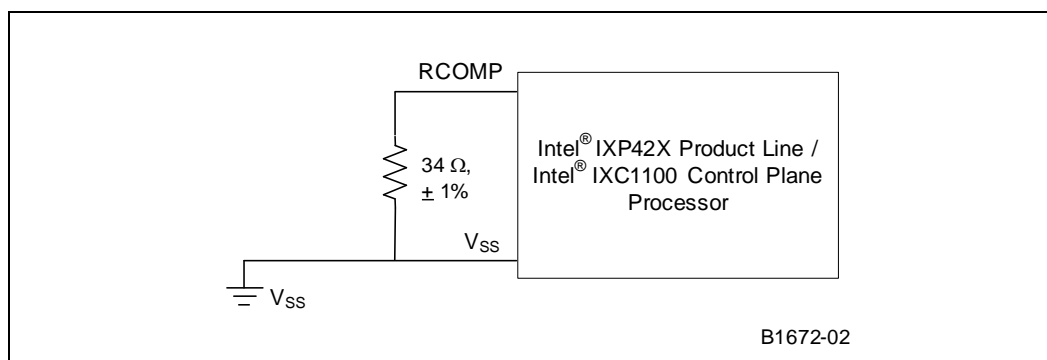 RCOMP
34 Ω,
± 1%
Intel® IXP42X Product Line /
Intel® IXC1100 Control Plane
Processor
VSS
VSS
B1672-02